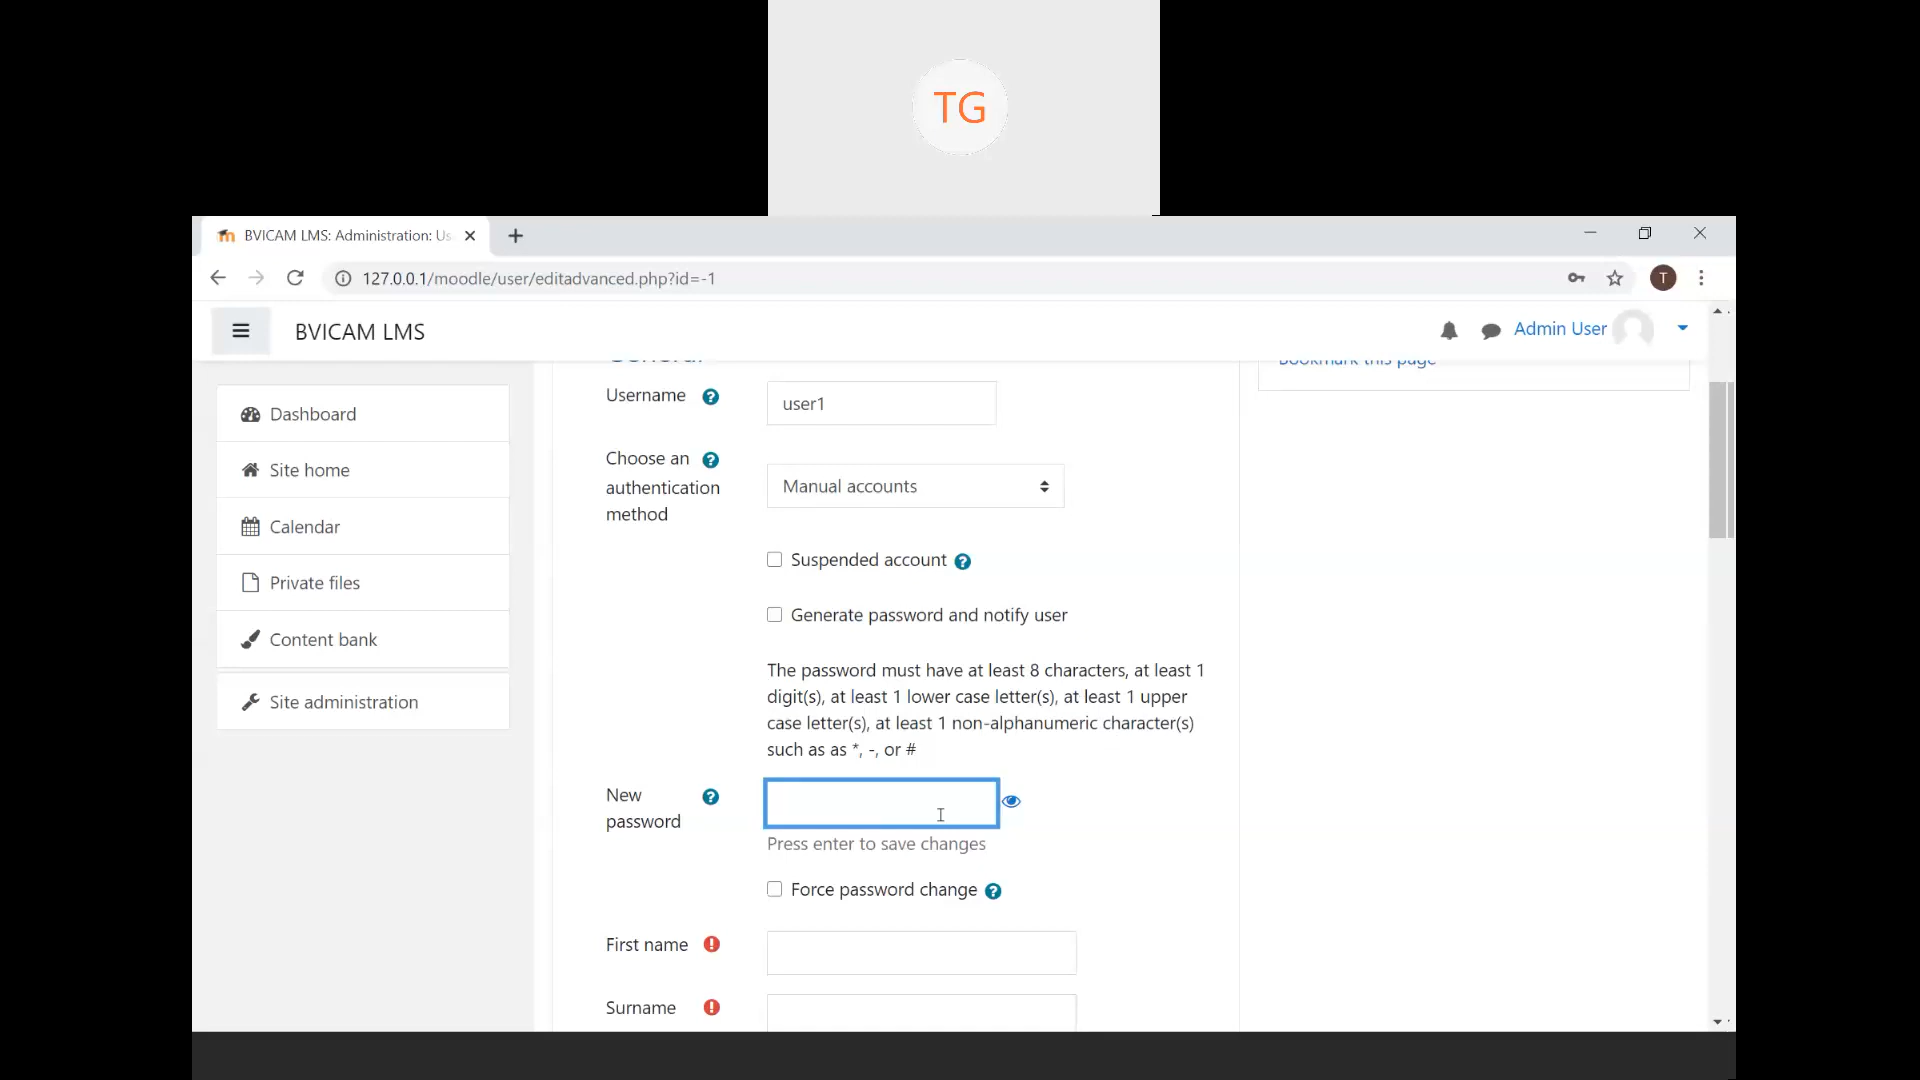 TG
BVICAM LMS: Administration: Us
127.0.0.1/moodle/user/editadvanced.php?id=-1
T
BVICAM LMS
Admin User
General
Bookmark this page
Dashboard
Site home
Calendar
Private files
Content bank
Site administration
Username
user1
Choose an
authentication
method
Manual accounts
Suspended account
Generate password and notify user
The password must have at least 8 characters, at least 1
digit(s), at least 1 lower case letter(s), at least 1 upper
case letter(s), at least 1 non-alphanumeric character(s)
such as as *, -, or #
New
password
Press enter to save changes
Force password change
First name
Surname